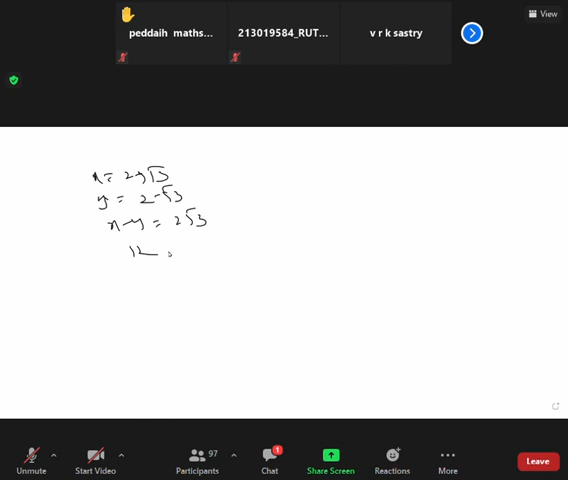 View
peddaih maths...
213019584_RUT...
v r k sastry
x = 2+√3
y = 2-√3
x-y = 2√3
12
Unmute
Start Video
97
Participants
1
Chat
Share Screen
Reactions
More
Leave